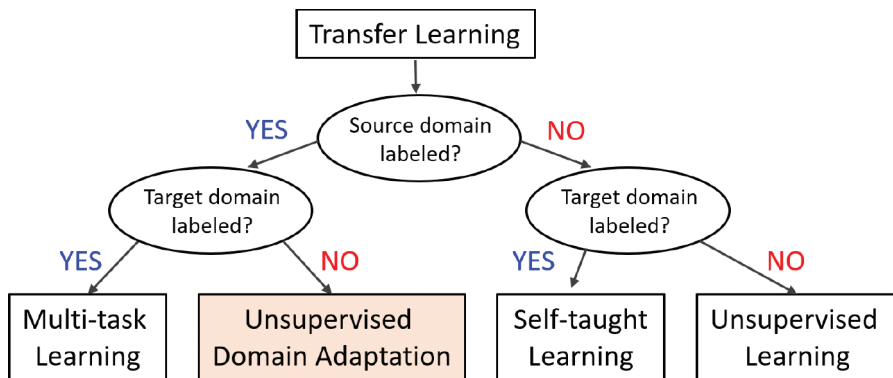 Transfer Learning
YES
Source domain
labeled?
NO
Target domain
labeled?
Target domain
labeled?
YES
NO
YES
NO
Multi-task
Learning
Unsupervised
Domain Adaptation
Self-taught
Learning
Unsupervised
Learning